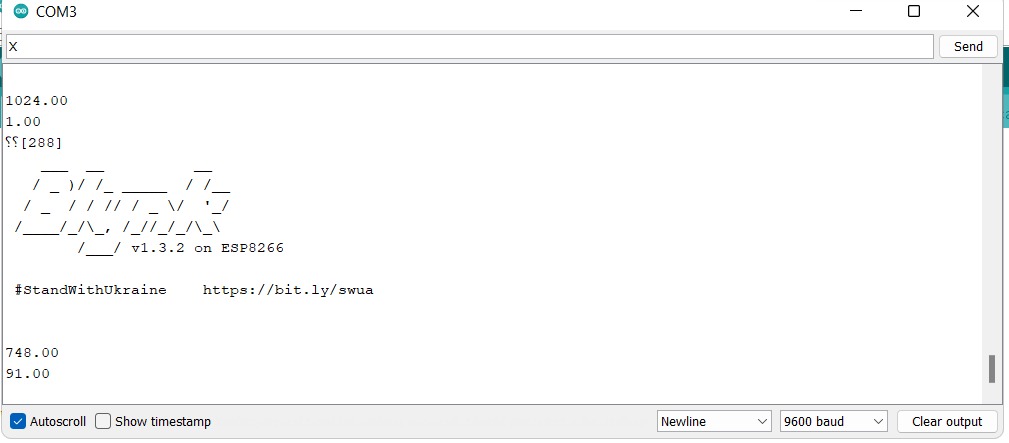 COM3
X
Send
1024.00
1.00
⸮⸮[288]
    ___  __          __
   / _ )/ /_ _____  / /__
  / _  / / // / _ \/  '_/
 /____/_/\_, /_//_/_/\_\
        /___/ v1.3.2 on ESP8266
#StandWithUkraine    https://bit.ly/swua
748.00
91.00
Autoscroll
Show timestamp
Newline
9600 baud
Clear output